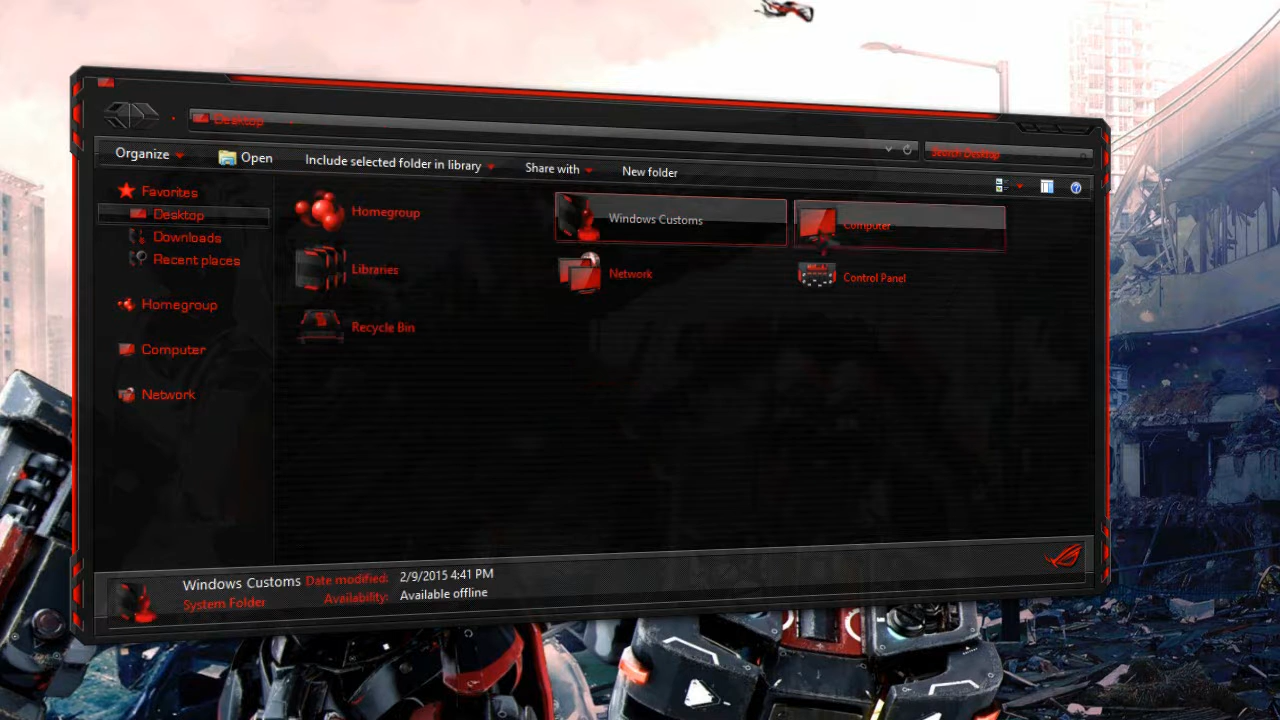 Desktop
Search Desktop
Organize Open Include selected folder in library Share with New folder
Favorites
Desktop
Downloads
Recent places
Homegroup
Computer
Network
Homegroup Windows Customs Computer
Libraries Network Control Panel
Recycle Bin
Windows Customs Date modified: 2/9/2015 4:41 PM
System Folder Availability: Available offline